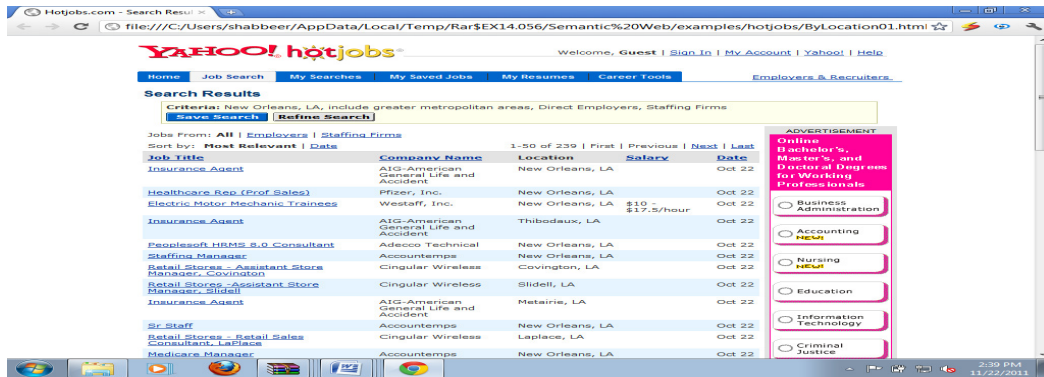 Hotjobs.com - Search Resul
file:///C:/Users/shabbeer/AppData/Local/Temp/Rar$EX14.056/Semantic%20Web/examples/hotjobs/ByLocation01.html
YAHOO! hotjobs
Welcome, Guest | Sign In | My Account | Yahoo! | Help
Home Job Search My Searches My Saved Jobs My Resumes Career Tools Employers & Recruiters
Search Results
Criteria: New Orleans, LA, include greater metropolitan areas, Direct Employers, Staffing Firms
Save Search Refine Search
Jobs From: All | Employers | Staffing Firms
Sort by: Most Relevant | Date 1-50 of 239 | First | Previous | Next | Last
Job Title Company Name Location Salary Date
Insurance Agent AIG-American General Life and Accident New Orleans, LA Oct 22
Healthcare Rep (Prof Sales) Pfizer, Inc. New Orleans, LA Oct 22
Electric Motor Mechanic Trainees Westaff, Inc. New Orleans, LA $10 - $17.5/hour Oct 22
Insurance Agent AIG-American General Life and Accident Thibodaux, LA Oct 22
Peoplesoft HRMS 8.0 Consultant Adecco Technical New Orleans, LA Oct 22
Staffing Manager Accountemps New Orleans, LA Oct 22
Retail Stores - Assistant Store Manager, Covington Cingular Wireless Covington, LA Oct 22
Retail Stores -Assistant Store Manager, Slidell Cingular Wireless Slidell, LA Oct 22
Insurance Agent AIG-American General Life and Accident Metairie, LA Oct 22
Sr Staff Accountemps New Orleans, LA Oct 22
Retail Stores - Retail Sales Consultant, LaPlace Cingular Wireless Laplace, LA Oct 22
Medicare Manager Accountemps New Orleans, LA Oct 22
ADVERTISEMENT
Online
Bachelor's,
Master's, and
Doctoral Degrees
for Working
Professionals
Business
Administration
Accounting
NEW!
Nursing
NEW!
Education
Information
Technology
Criminal
Justice
2:39 PM
11/22/2011